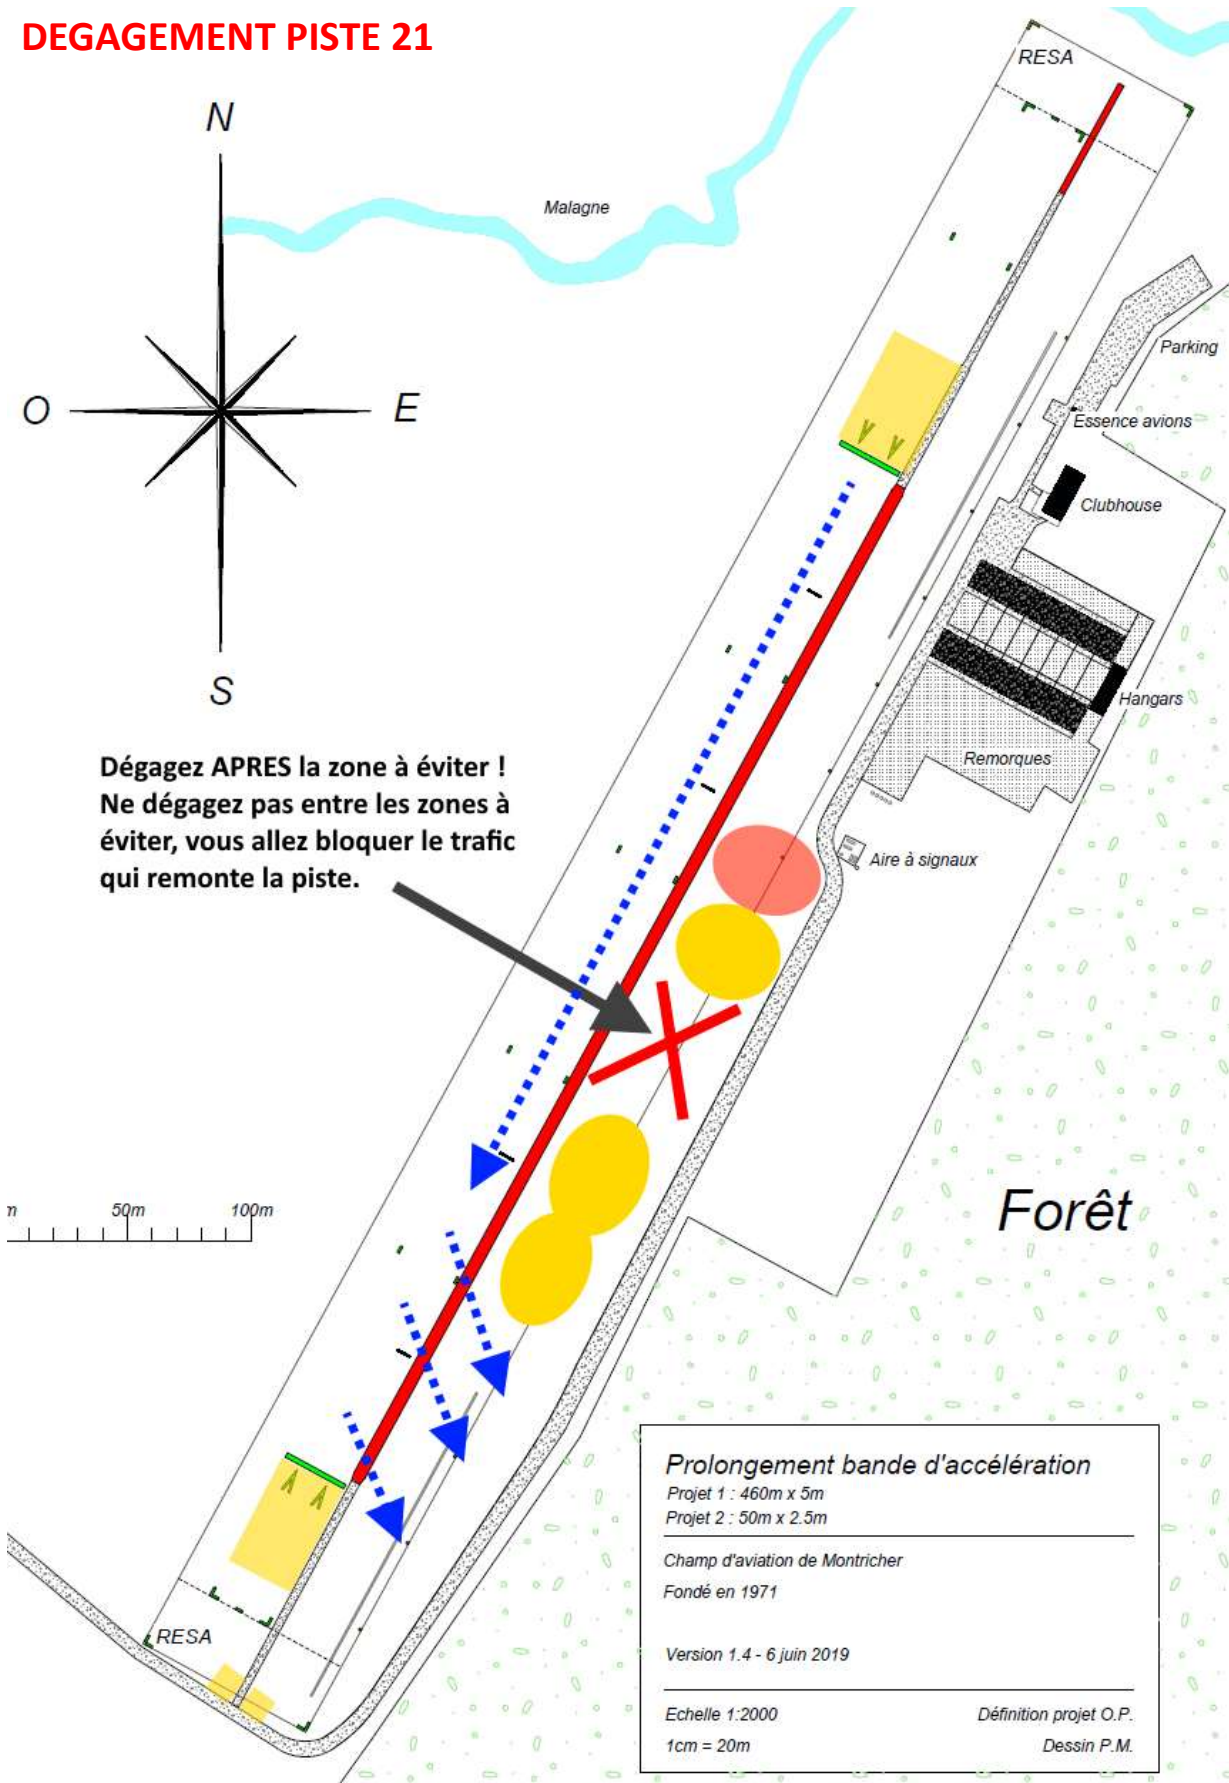 DEGAGEMENT PISTE 21
RESA
N
Malagne
O
E
Parking
Essence avions
Clubhouse
S
Hangars
Remorques
Dégagez APRES la zone à éviter !
Ne dégagez pas entre les zones à
éviter, vous allez bloquer le trafic
qui remonte la piste.
Aire à signaux
m 50m 100m
Forêt
Prolongement bande d'accélération
Projet 1 : 460m x 5m
Projet 2 : 50m x 2.5m
Champ d'aviation de Montricher
Fondé en 1971
RESA
Version 1.4 - 6 juin 2019
Echelle 1:2000 Définition projet O.P.
1cm = 20m Dessin P.M.